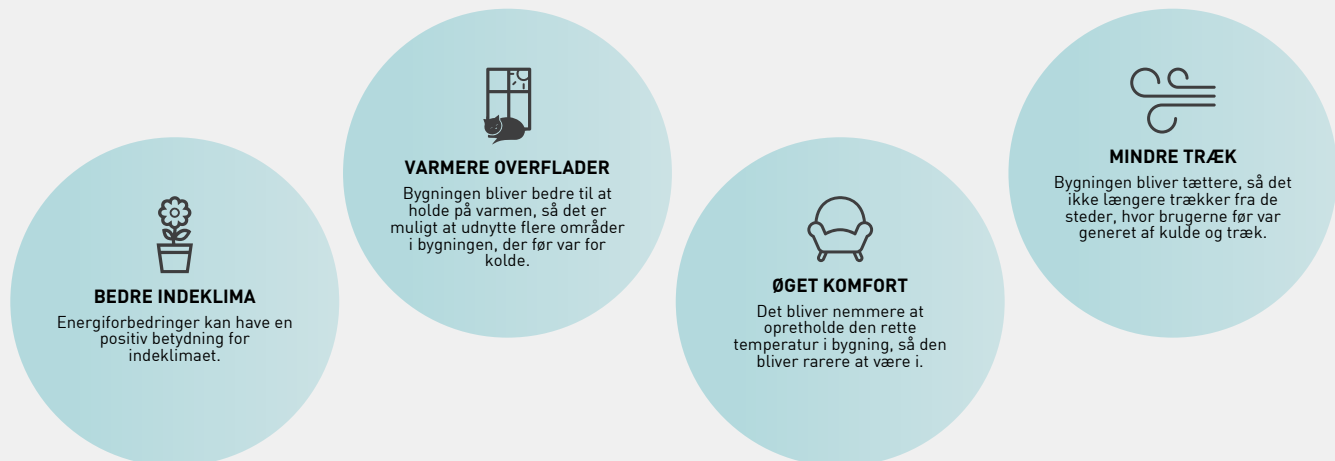 BEDRE INDEKLIMA
Energiforbedringer kan have en
positiv betydning for
indeklimaet.
VARMERE OVERFLADER
Bygningen bliver bedre til at
holde på varmen, så det er
muligt at udnytte flere områder
i bygningen, der før var for
kolde.
ØGET KOMFORT
Det bliver nemmere at
opretholde den rette
temperatur i bygning, så den
bliver rarere at være i.
MINDRE TRÆK
Bygningen bliver tættere, så det
ikke længere trækker fra de
steder, hvor brugerne før var
generet af kulde og træk.